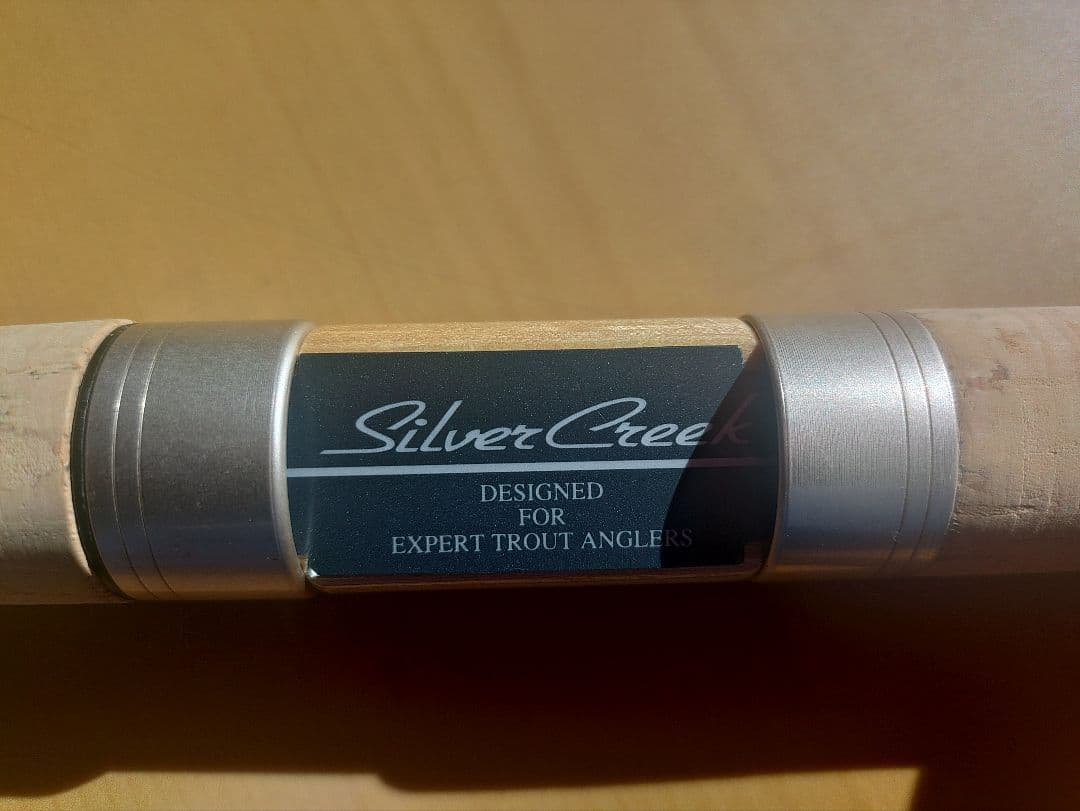 Silver Creek
DESIGNED
FOR
EXPERT TROUT ANGLERS